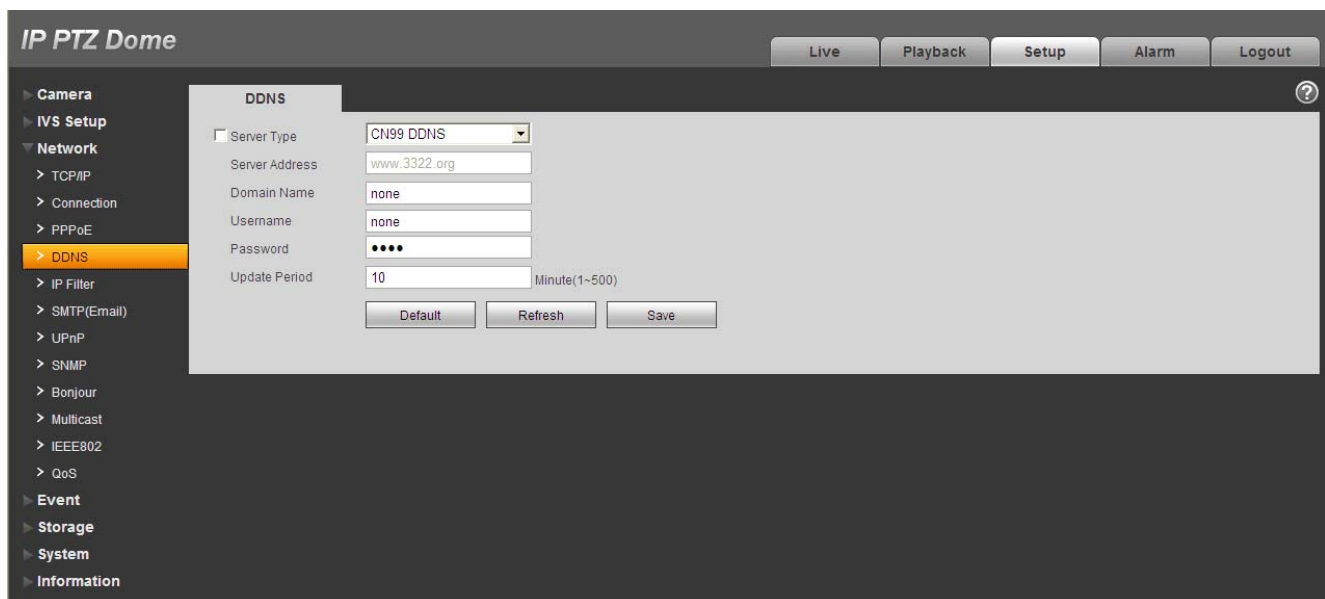 IP PTZ Dome
Live
Playback
Setup
Alarm
Logout
Camera
IVS Setup
Network
> TCP/IP
> Connection
> PPPoE
> DDNS
> IP Filter
> SMTP(Email)
> UPnP
> SNMP
> Bonjour
> Multicast
> IEEE802
> QoS
Event
Storage
System
Information
DDNS
?
Server Type CN99 DDNS
Server Address www.3322.org
Domain Name none
Username none
Password ••••
Update Period 10 Minute(1~500)
Default Refresh Save